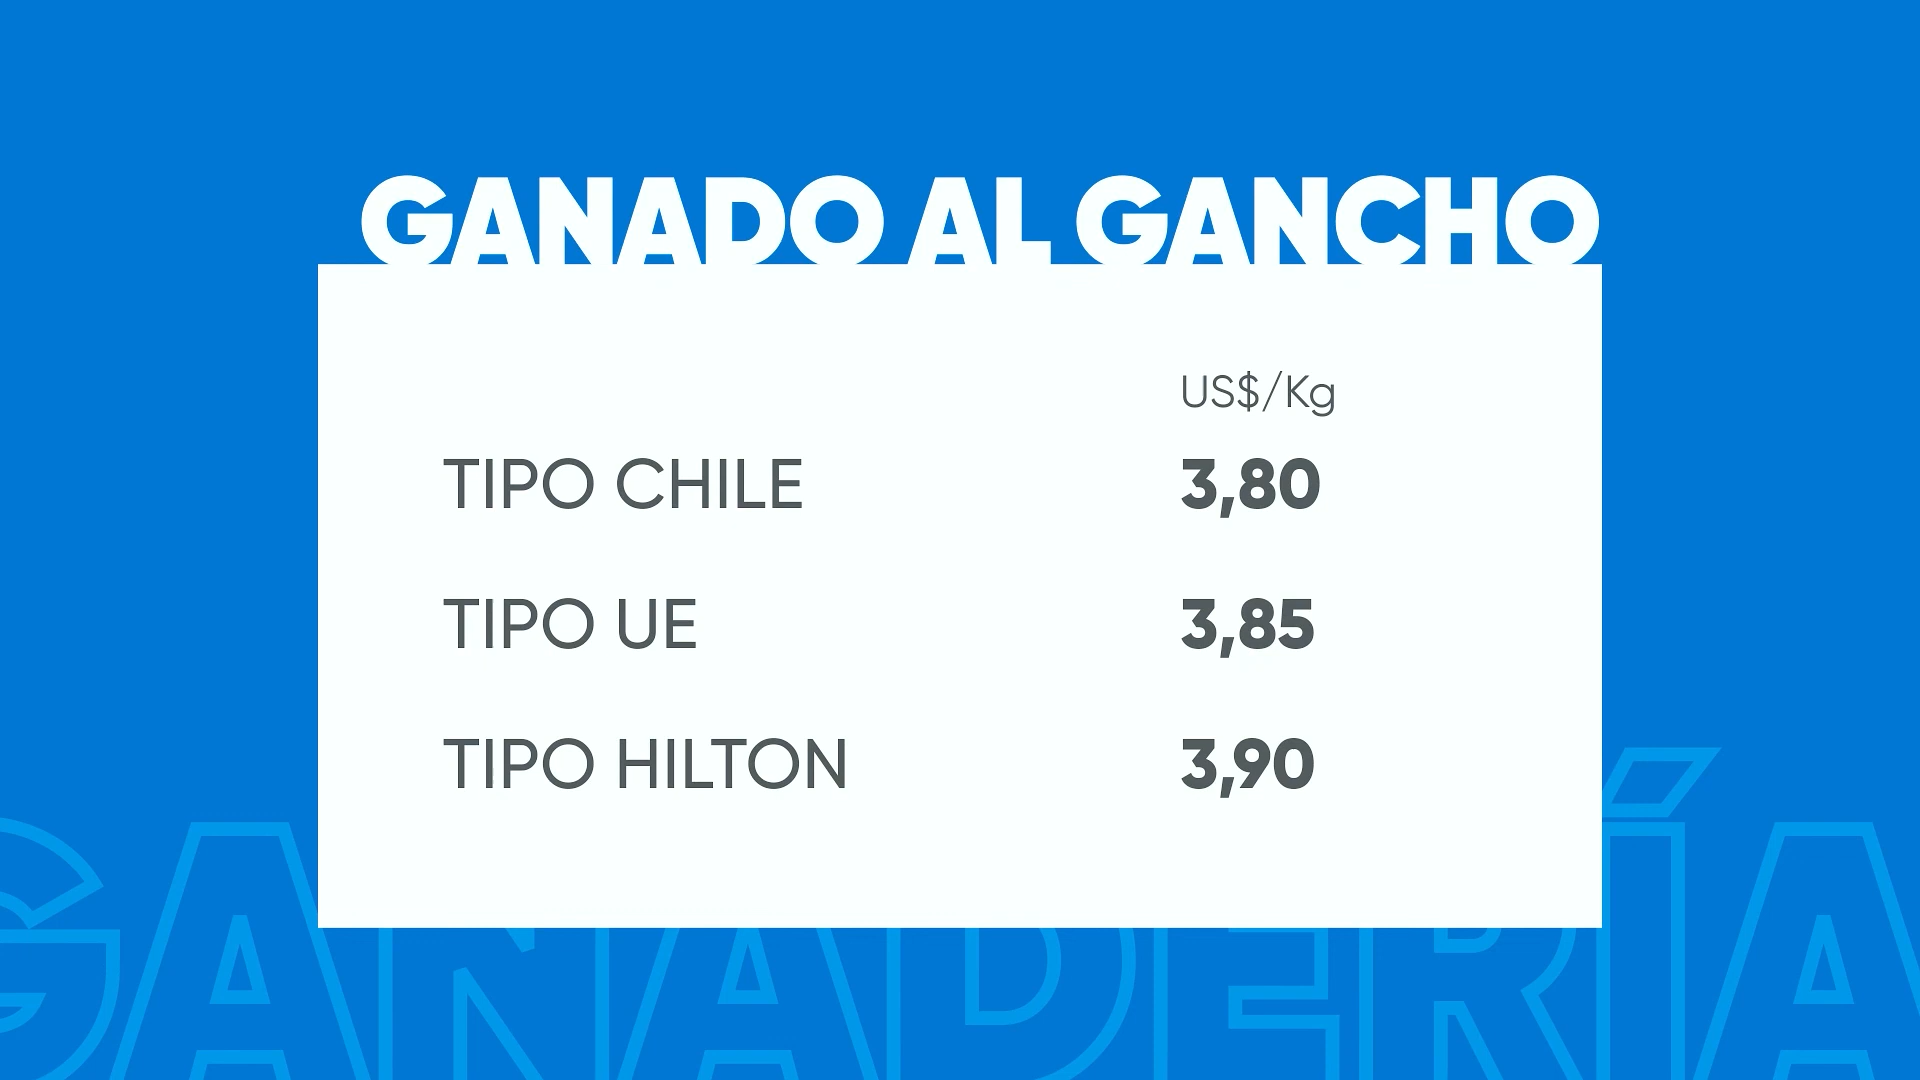 GANADO AL GANCHO
US$/Kg
TIPO CHILE 3,80
TIPO UE 3,85
TIPO HILTON 3,90
GANADERÍA